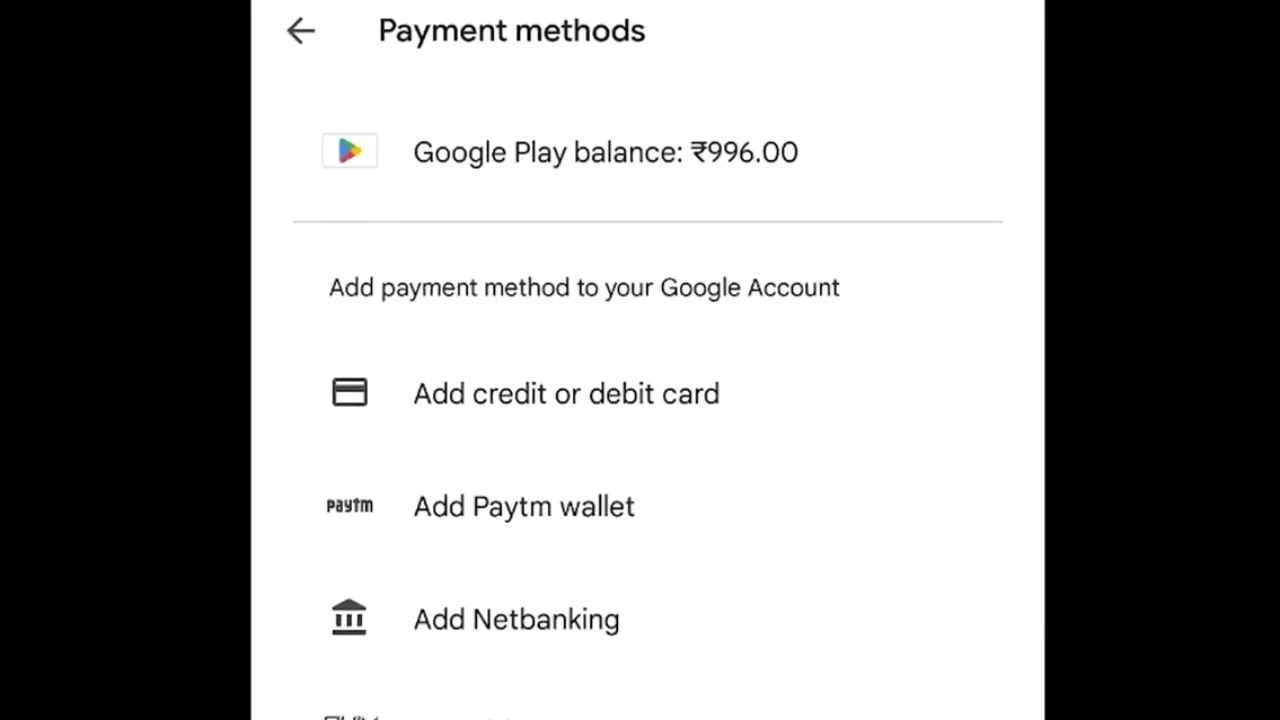 Payment methods
Google Play balance: ₹996.00
Add payment method to your Google Account
Add credit or debit card
paytm
Add Paytm wallet
Add Netbanking